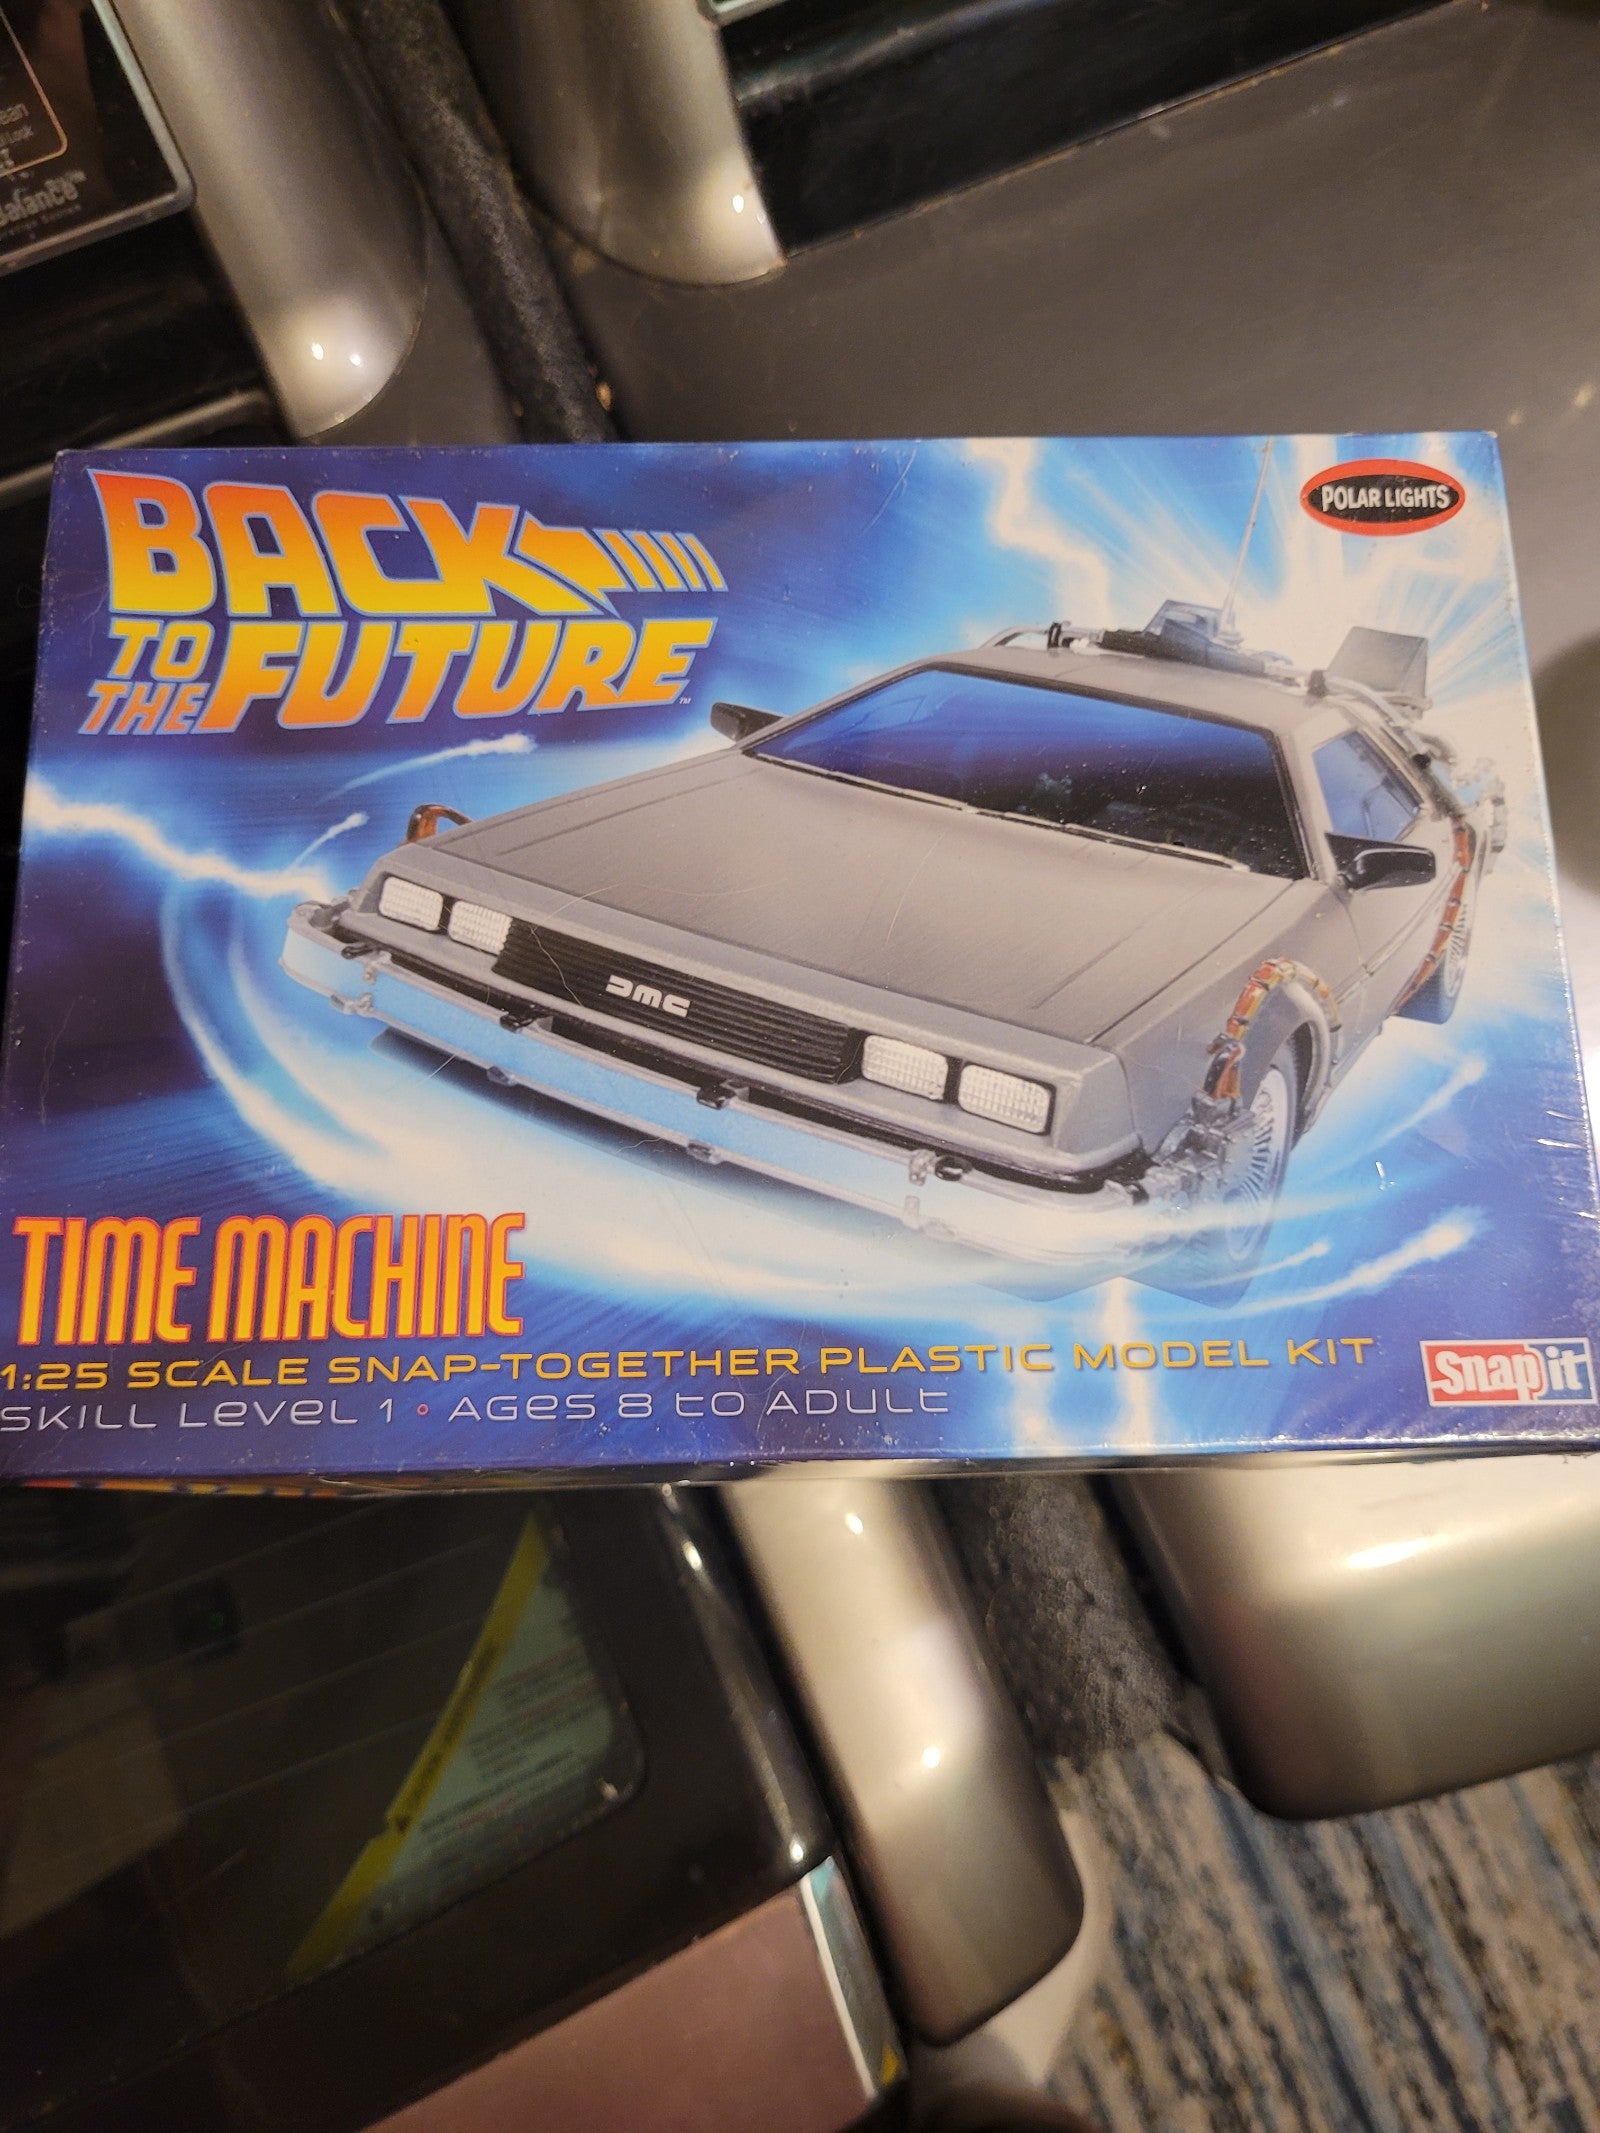 BACK
TO THE FUTURE™
POLAR LIGHTS
DMC
TIME MACHINE
1:25 SCALE SNAP-TOGETHER PLASTIC MODEL KIT
SKILL LEVEL 1 • AGES 8 TO ADULT
Snap it